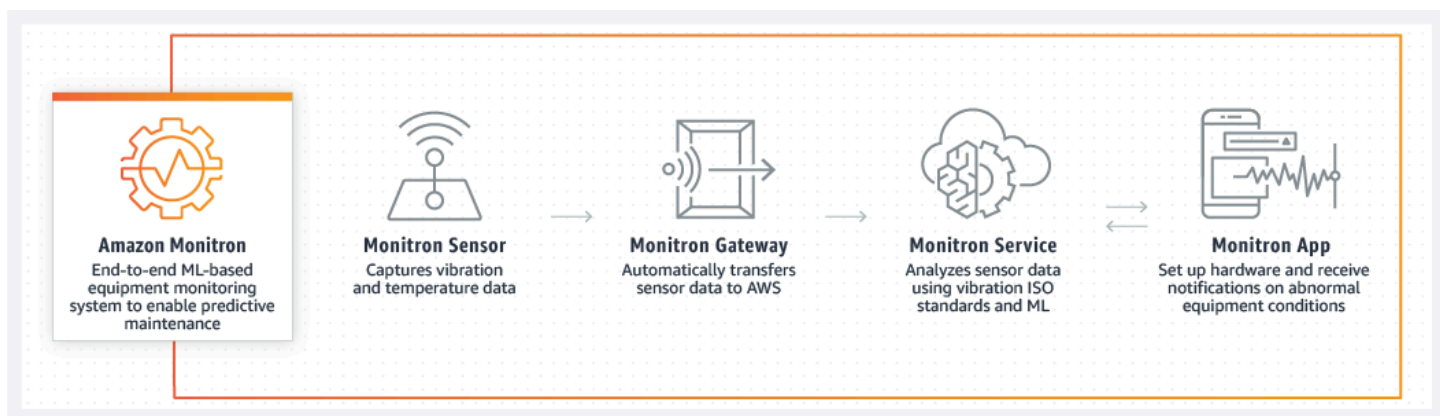 Amazon Monitron
End-to-end ML-based
equipment monitoring
system to enable predictive
maintenance
Monitron Sensor
Captures vibration
and temperature data
Monitron Gateway
Automatically transfers
sensor data to AWS
Monitron Service
Analyzes sensor data
using vibration ISO
standards and ML
Monitron App
Set up hardware and receive
notifications on abnormal
equipment conditions